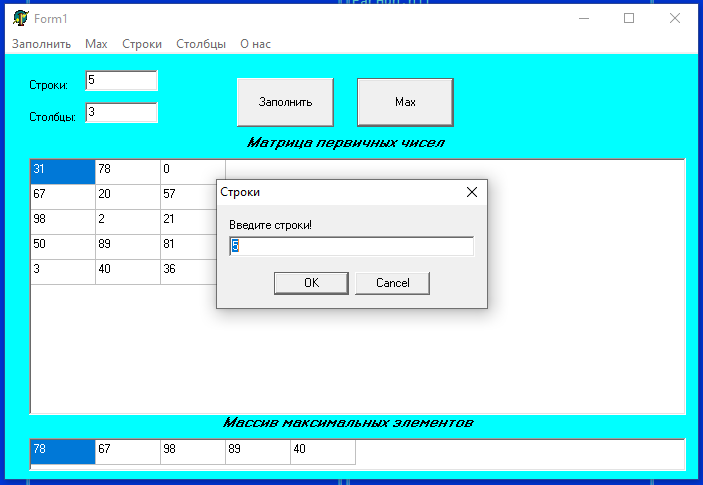 Form1
Заполнить Max Строки Столбцы О нас
Строки: 5
Столбцы: 3
Заполнить Max
Матрица первичных чисел
31 78 0
67 20 57
98 2 21
50 89 81
3 40 36
Строки
Введите строки!
5
OK Cancel
Массив максимальных элементов
78 67 98 89 40